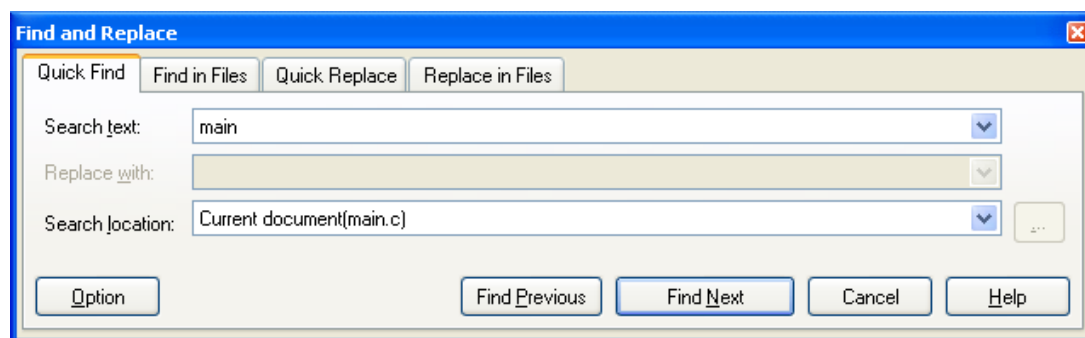 Find and Replace
Quick Find Find in Files Quick Replace Replace in Files
Search text: main
Replace with:
Search location: Current document(main.c) ...
Option Find Previous Find Next Cancel Help